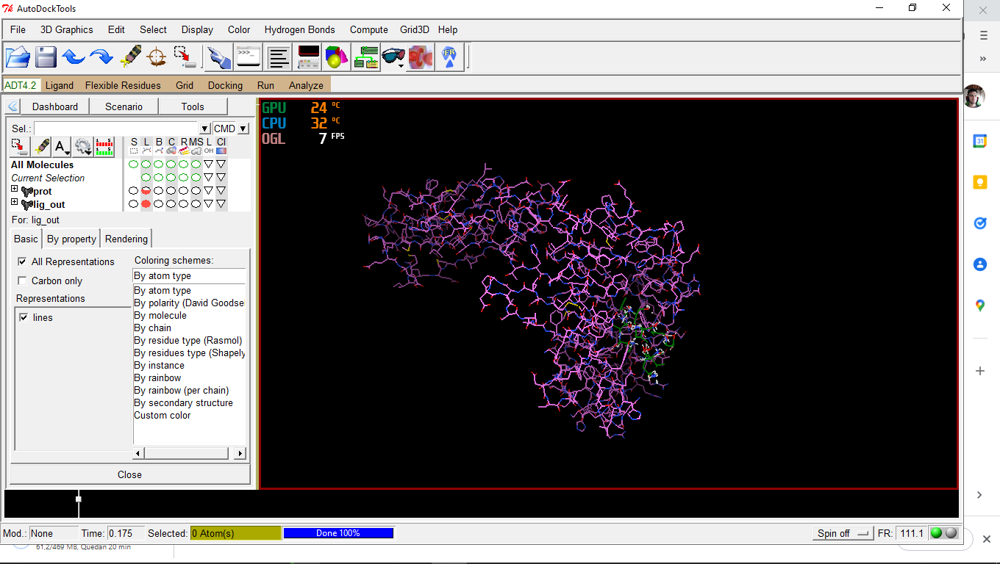 AutoDockTools
File 3D Graphics Edit Select Display Color Hydrogen Bonds Compute Grid3D Help
ADT4.2 Ligand Flexible Residues Grid Docking Run Analyze
Dashboard Scenario Tools
Sel.: CMD
S L B C R MS L Cl
All Molecules
Current Selection
prot
lig_out
For: lig_out
Basic By property Rendering
All Representations
Carbon only
Representations
lines
Coloring schemes:
By atom type
By atom type
By polarity (David Goodse
By molecule
By chain
By residue type (Rasmol)
By residues type (Shapely
By instance
By rainbow
By rainbow (per chain)
By secondary structure
Custom color
Close
GPU 24 °C
CPU 32 °C
OGL 7 FPS
Mod.: None Time: 0.175 Selected: 0 Atom(s) Done 100% Spin off FR: 111.1
61,2/469 MB, Quedan 20 min
31